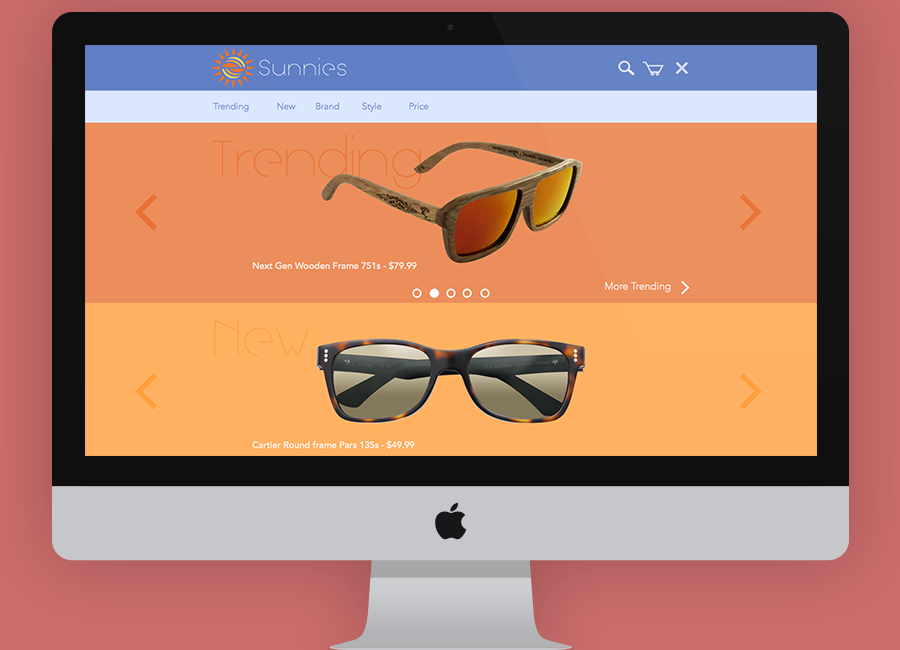 Sunnies
Trending New Brand Style Price
Trending
Next Gen Wooden Frame 751s - $79.99
More Trending
New
Cartier Round frame Pars 135s - $49.99